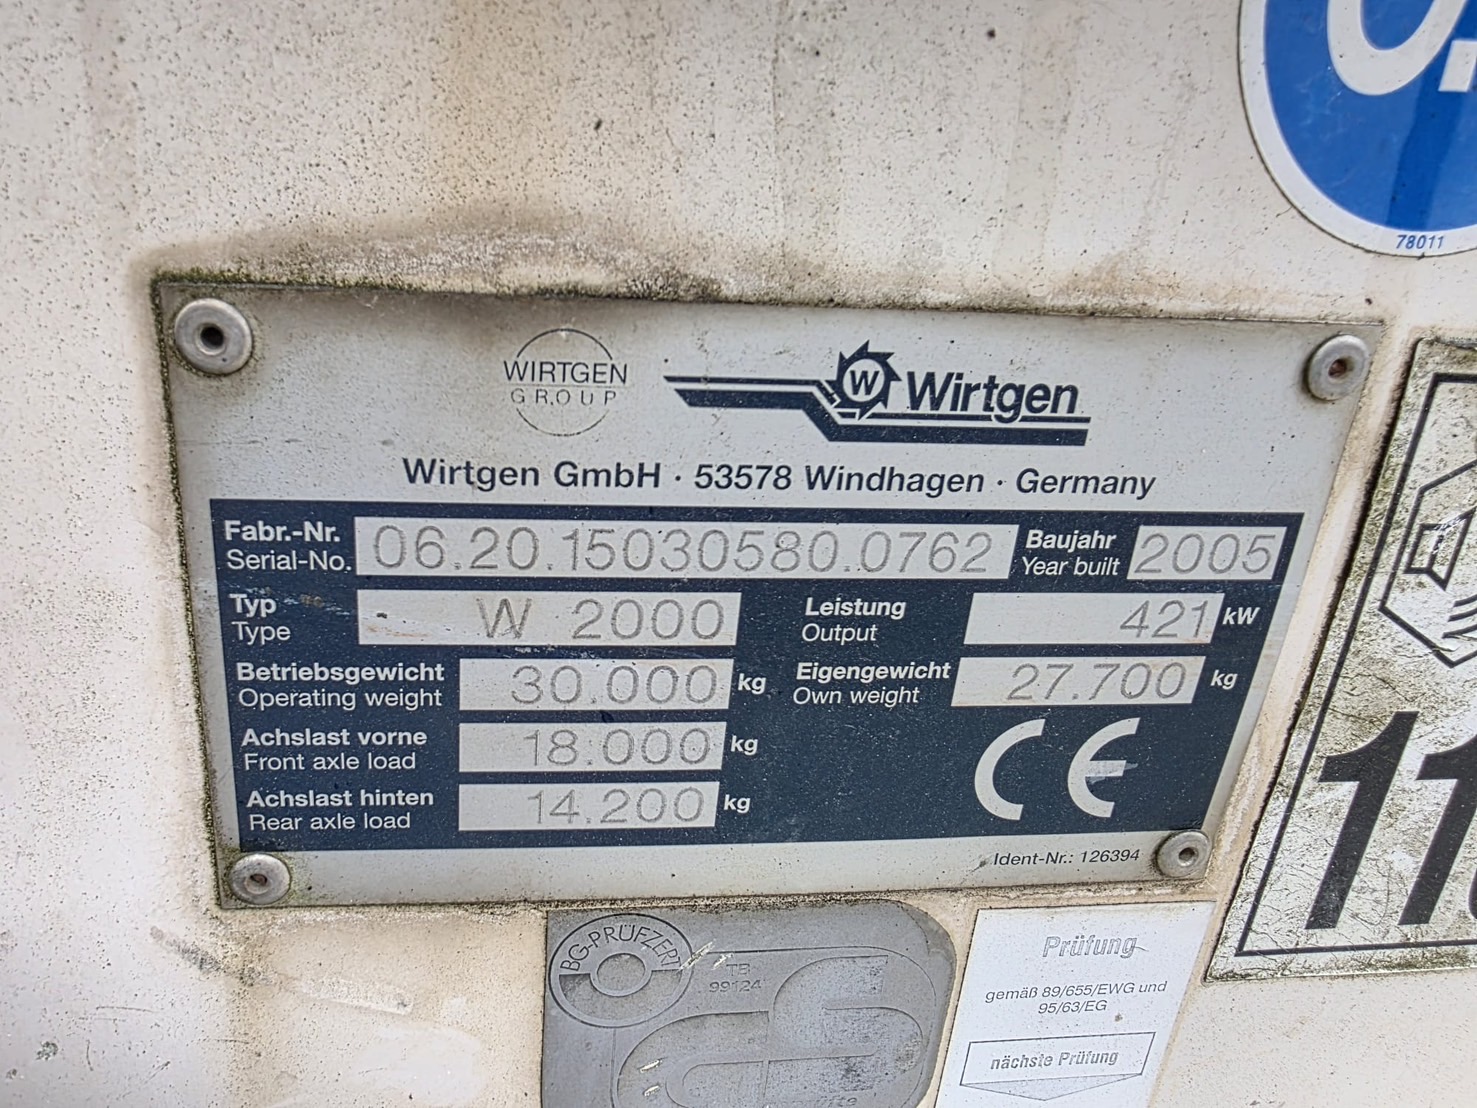 78011
WIRTGEN
GROUP
W Wirtgen
Wirtgen GmbH · 53578 Windhagen · Germany
Fabr.-Nr.
Serial-No.
06.20.15030580.0762
Baujahr
Year built
2005
Typ
Type
W 2000
Leistung
Output
421 kW
Betriebsgewicht
Operating weight
30.000 kg
Eigengewicht
Own weight
27.700 kg
Achslast vorne
Front axle load
18.000 kg
Achslast hinten
Rear axle load
14.200 kg
CE
Ident-Nr.: 126394
11
BG-PRÜFZERT
TB-
99124
Prüfung
gemäß 89/655/EWG und
95/63/EG
nächste Prüfung